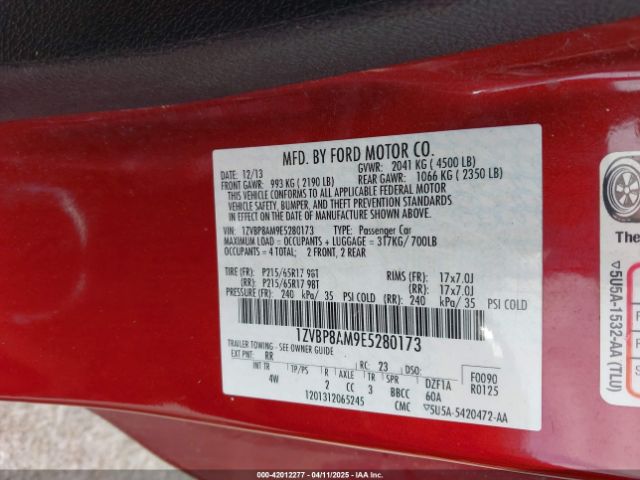 MFD. BY FORD MOTOR CO.
DATE: 12/13
GVWR: 2041 KG ( 4500 LB)
FRONT GAWR: 993 KG ( 2190 LB)
REAR GAWR: 1066 KG ( 2350 LB)
THIS VEHICLE CONFORMS TO ALL APPLICABLE FEDERAL MOTOR
VEHICLE SAFETY, BUMPER, AND THEFT PREVENTION STANDARDS
IN EFFECT ON THE DATE OF MANUFACTURE SHOWN ABOVE.
VIN: 1ZVBP8AM9E5280173 TYPE: Passenger Car
MAXIMUM LOAD = OCCUPANTS + LUGGAGE = 317KG/ 700LB
OCCUPANTS = 4 TOTAL; 2 FRONT, 2 REAR
TIRE (FR): P215/65R17 98T RIMS (FR): 17x7.0J
(RR): P215/65R17 98T (RR): 17x7.0J
PRESSURE (FR): 240 kPa/ 35 PSI COLD (RR): 240 kPa/ 35 PSI COLD
1ZVBP8AM9E5280173
TRAILER TOWING - SEE OWNER GUIDE
EXT PNT: RR RC: 23 DSO: F0090
R0125
INT TR TP/PS R AXLE TR SPR DZF1A
4W 2 CC 3 BBCC 60A
1201312065245 CMC ▽5U5A-5420472-AA
The
▽5U5A-1532-AA (TLU)
000-42012277 - 04/11/2025 - IAAI.COM